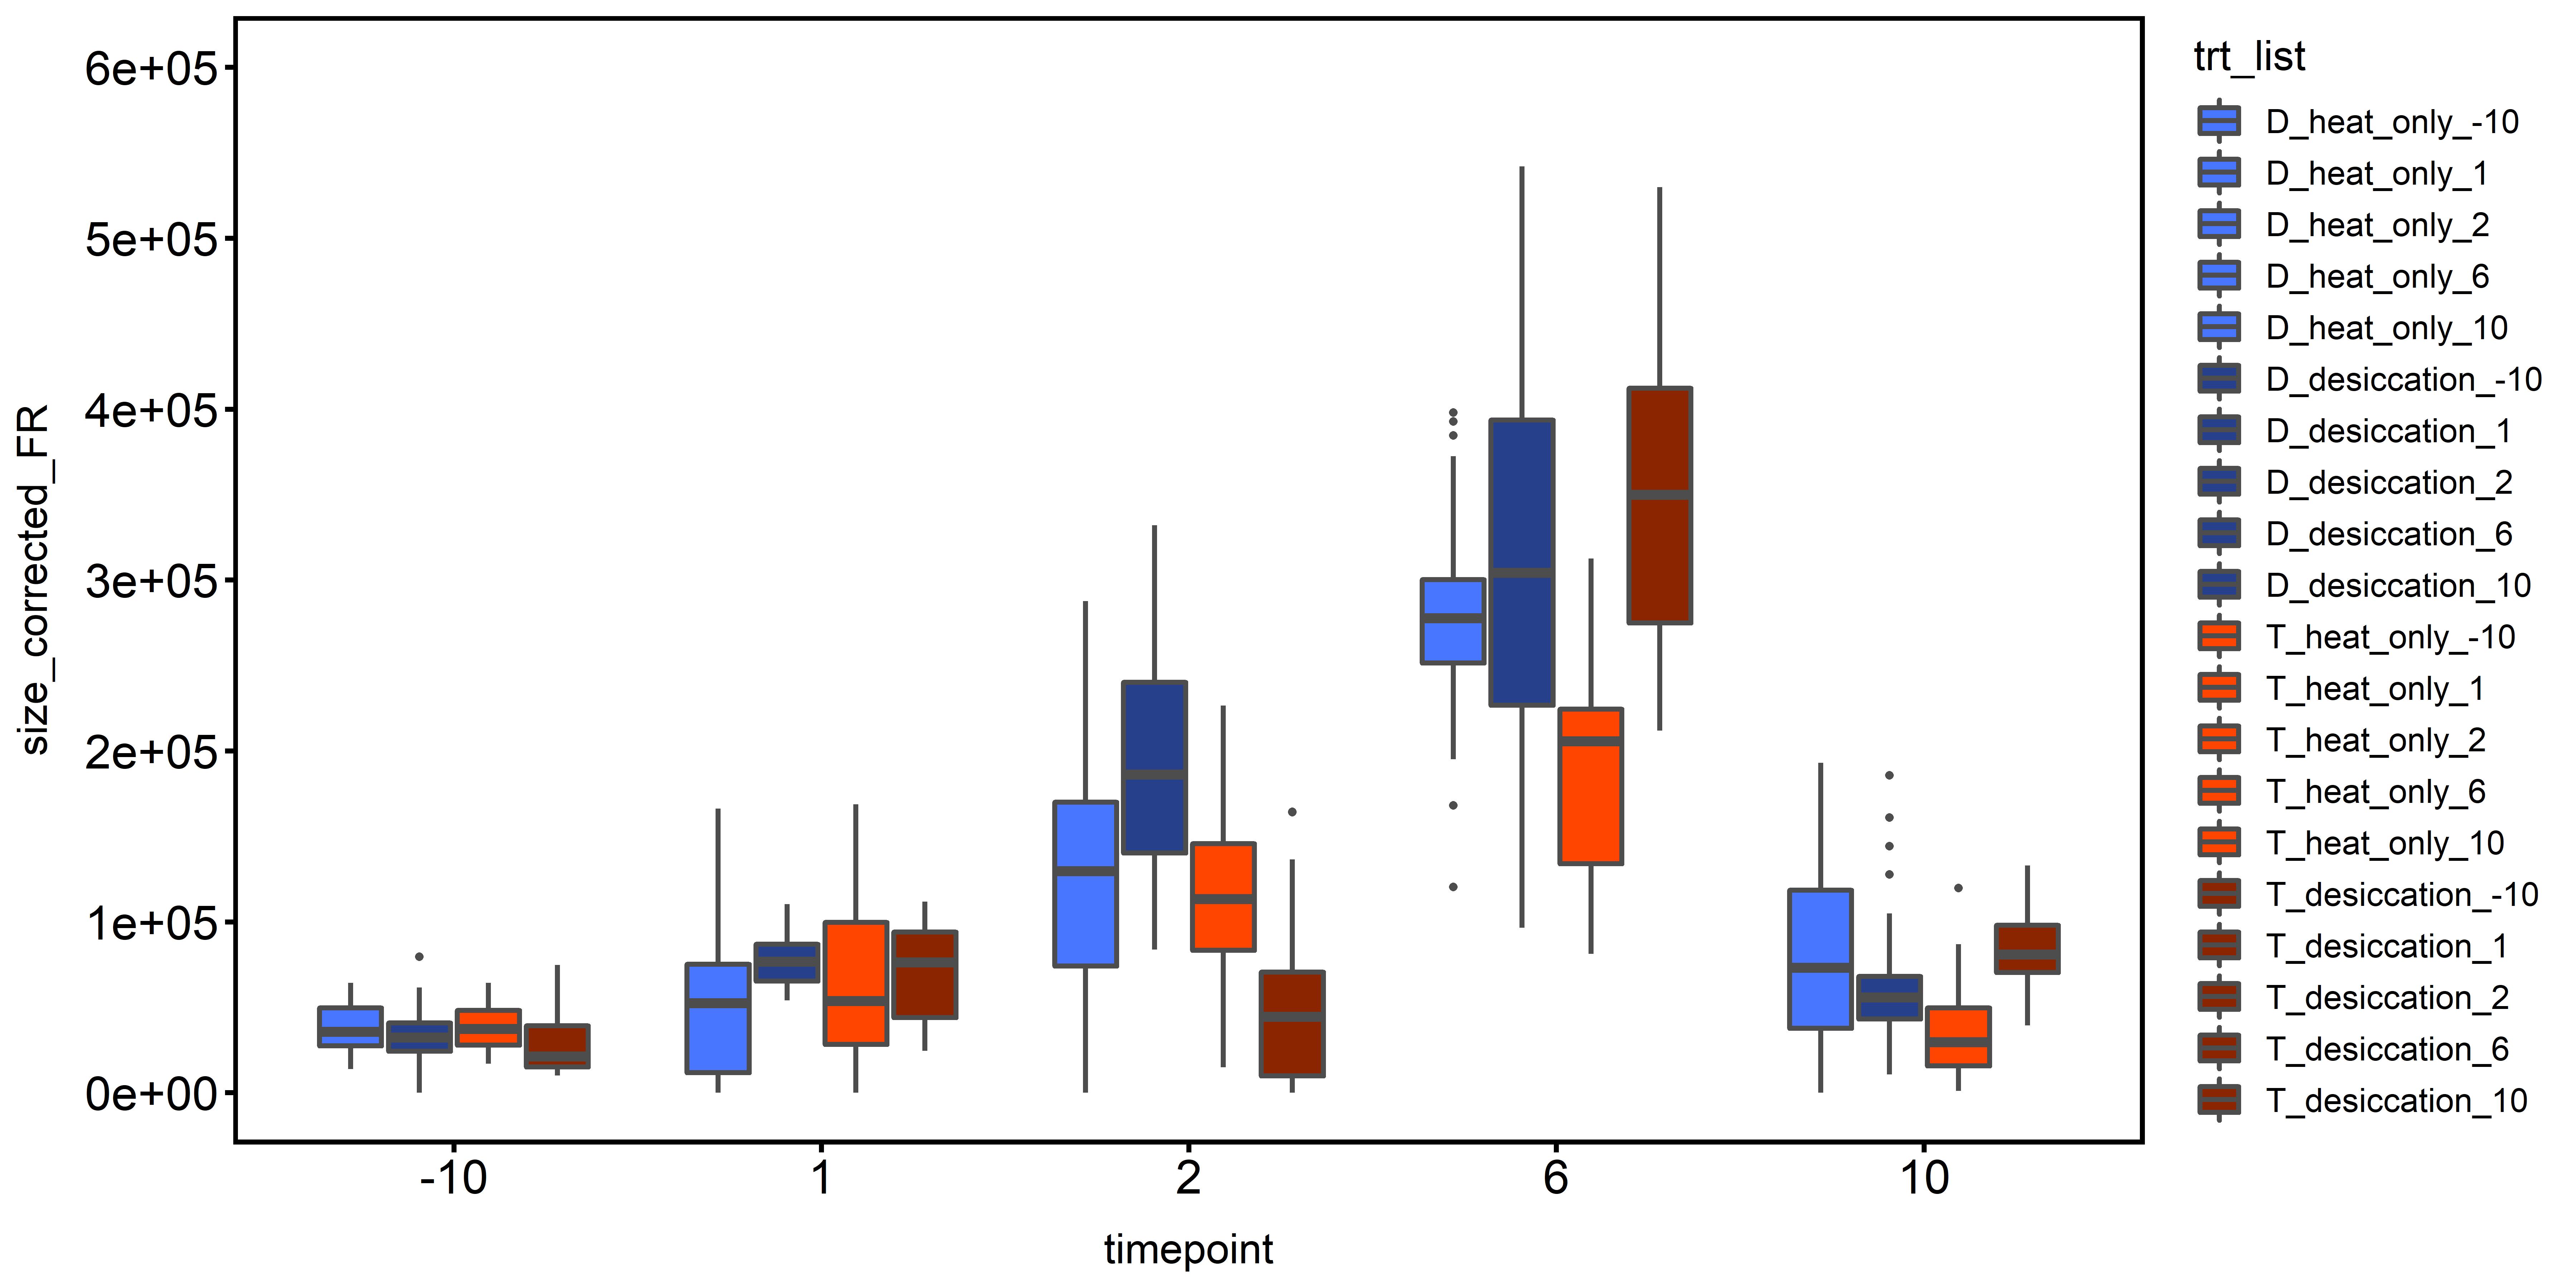 size_corrected_FR
6e+05
5e+05
4e+05
3e+05
2e+05
1e+05
0e+00
-10
1
2
6
10
timepoint
trt_list
D_heat_only_-10
D_heat_only_1
D_heat_only_2
D_heat_only_6
D_heat_only_10
D_desiccation_-10
D_desiccation_1
D_desiccation_2
D_desiccation_6
D_desiccation_10
T_heat_only_-10
T_heat_only_1
T_heat_only_2
T_heat_only_6
T_heat_only_10
T_desiccation_-10
T_desiccation_1
T_desiccation_2
T_desiccation_6
T_desiccation_10